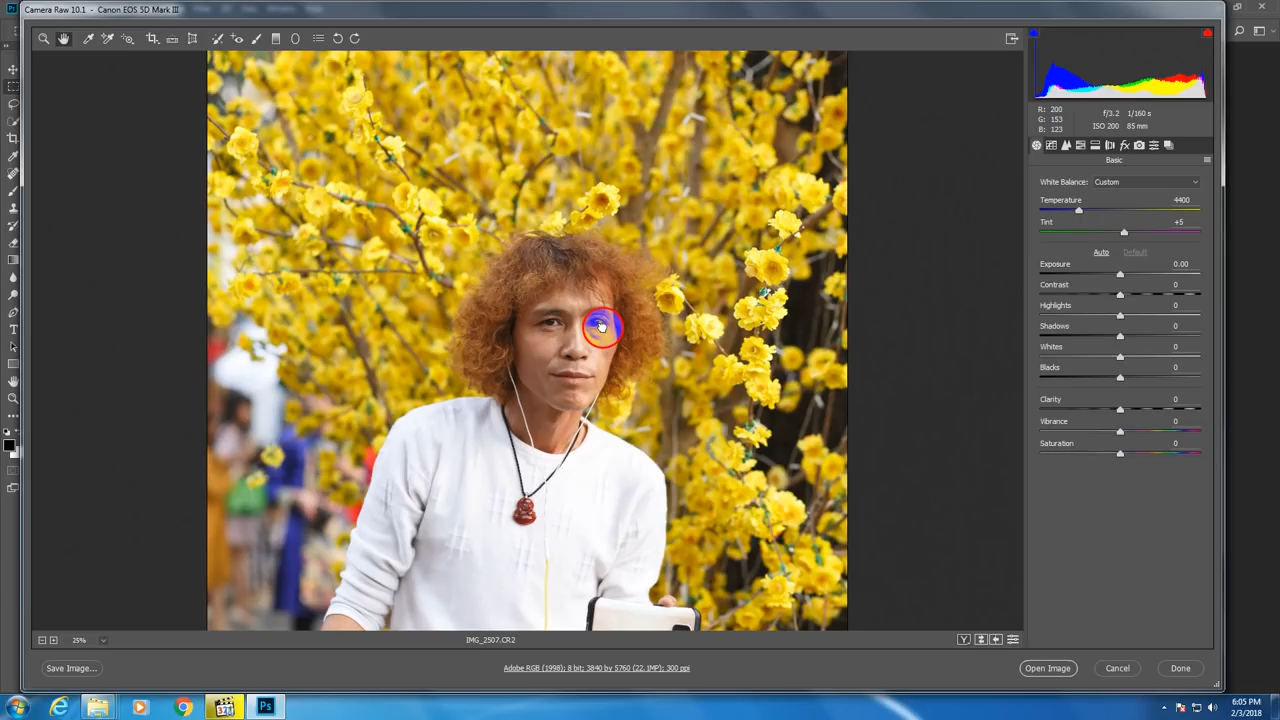 Camera Raw 10.1 - Canon EOS 5D Mark III
R: 200
G: 153
B: 123
f/3.2 1/160 s
ISO 200 85 mm
Basic
White Balance: Custom
Temperature 4400
Tint +5
Auto Default
Exposure 0.00
Contrast 0
Highlights 0
Shadows 0
Whites 0
Blacks 0
Clarity 0
Vibrance 0
Saturation 0
25%
IMG_2507.CR2
Y
Save Image...
Adobe RGB (1998); 8 bit; 3840 by 5760 (22.1MP); 300 ppi
Open Image
Cancel
Done
Ps
6:05 PM
2/3/2018